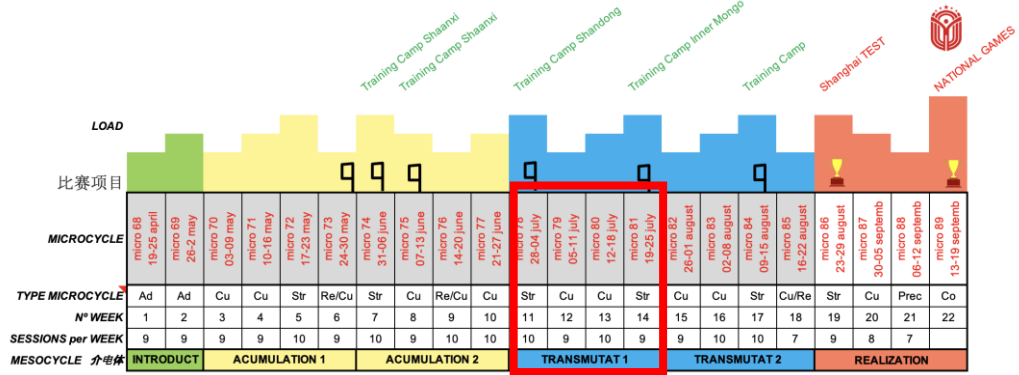 Training Camp Shaanxi
Training Camp Shaanxi
Training Camp Shandong
Training Camp Inner Mongo
Training Camp
Shanghai TEST
NATIONAL GAMES
LOAD
比赛项目
MICROCYCLE
micro 68
19-25 april
micro 69
26-2 may
micro 70
03-09 may
micro 71
10-16 may
micro 72
17-23 may
micro 73
24-30 may
micro 74
31-06 june
micro 75
07-13 june
micro 76
14-20 june
micro 77
21-27 june
micro 78
28-04 july
micro 79
05-11 july
micro 80
12-18 july
micro 81
19-25 july
micro 82
26-01 august
micro 83
02-08 august
micro 84
09-15 august
micro 85
16-22 august
micro 86
23-29 august
micro 87
30-05 septemb
micro 88
06-12 septemb
micro 89
13-19 septemb
TYPE MICROCYCLE Ad Ad Cu Cu Str Re/Cu Str Cu Re/Cu Cu Str Cu Cu Str Cu Cu Str Cu/Re Str Cu Prec Co
Nº WEEK 1 2 3 4 5 6 7 8 9 10 11 12 13 14 15 16 17 18 19 20 21 22
SESSIONS per WEEK 9 9 9 9 10 9 10 9 10 10 10 9 10 9 9 10 10 7 9 8 7
MESOCYCLE 介电体 INTRODUCT ACUMULATION 1 ACUMULATION 2 TRANSMUTAT 1 TRANSMUTAT 2 REALIZATION